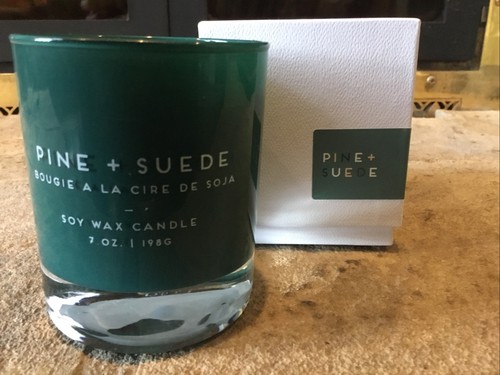 PINE + SUEDE
BOUGIE A LA CIRE DE SOJA
SOY WAX CANDLE
7 OZ. | 198G
PINE +
SUEDE